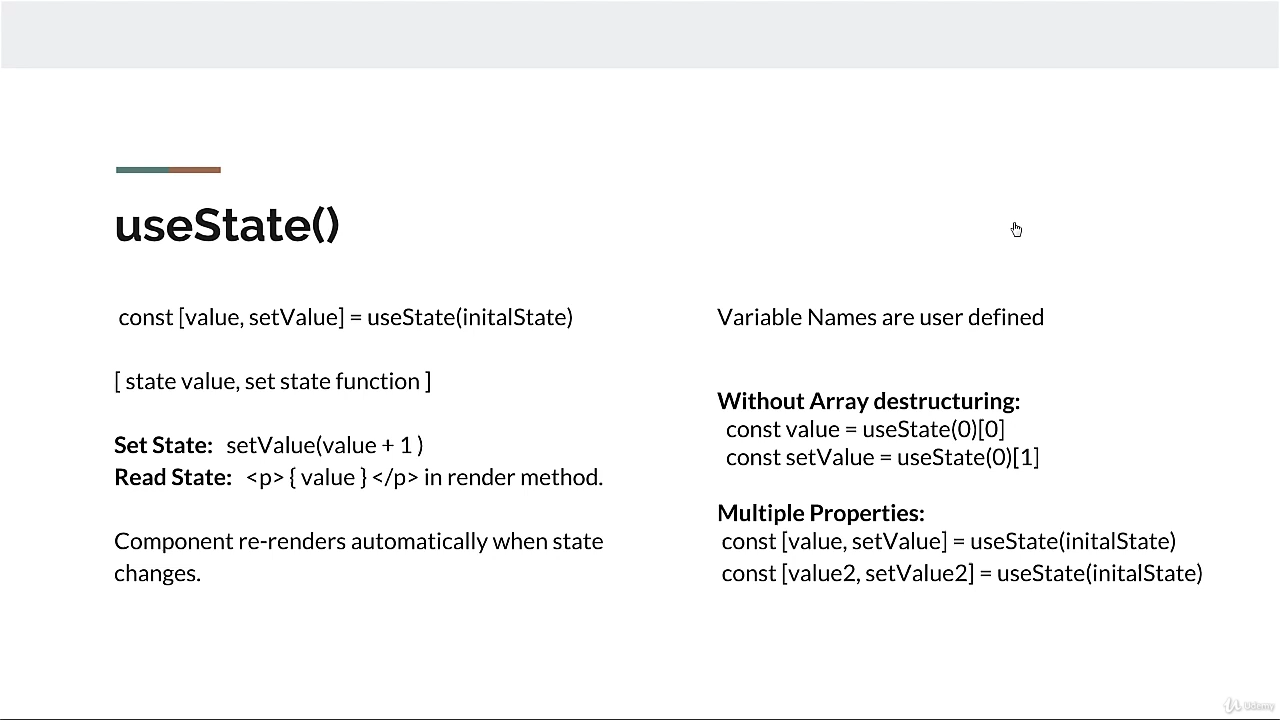 useState()
const [value, setValue] = useState(initalState)
[ state value, set state function ]
Set State: setValue(value + 1 )
Read State: <p> { value } </p> in render method.
Component re-renders automatically when state
changes.
Variable Names are user defined
Without Array destructuring:
const value = useState(0)[0]
const setValue = useState(0)[1]
Multiple Properties:
const [value, setValue] = useState(initalState)
const [value2, setValue2] = useState(initalState)
Udemy